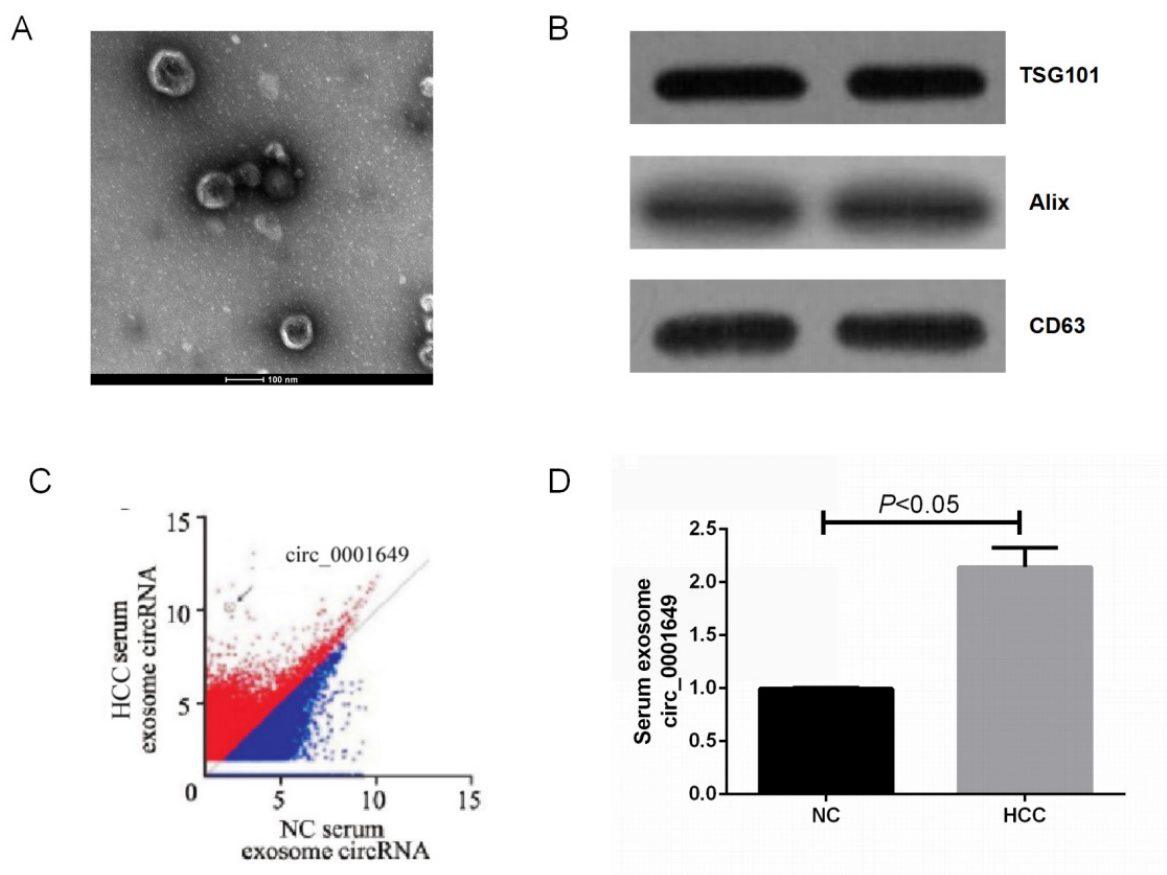 A
100 nm
B
TSG101
Alix
CD63
C
15
10
5
0
5
10
15
circ_0001649
HCC serum
exosome circRNA
NC serum
exosome circRNA
D
P<0.05
Serum exosome
circ_0001649
2.5
2.0
1.5
1.0
0.5
0.0
NC
HCC